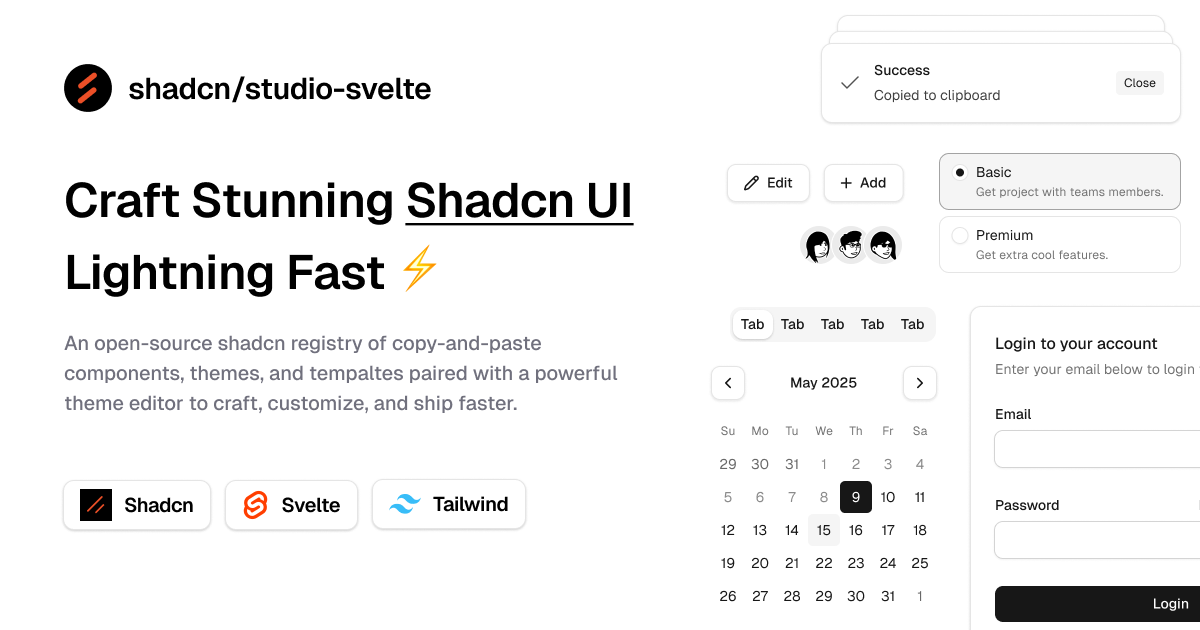 shadcn/studio-svelte
Craft Stunning Shadcn UI
Lightning Fast ⚡
An open-source shadcn registry of copy-and-paste
components, themes, and tempaltes paired with a powerful
theme editor to craft, customize, and ship faster.
Shadcn
Svelte
Tailwind
Success
Copied to clipboard
Close
Edit
Add
Basic
Get project with teams members.
Premium
Get extra cool features.
Tab Tab Tab Tab Tab
May 2025
Su Mo Tu We Th Fr Sa
29 30 31 1 2 3 4
5 6 7 8 9 10 11
12 13 14 15 16 17 18
19 20 21 22 23 24 25
26 27 28 29 30 31 1
Login to your account
Enter your email below to login
Email
Password
Login